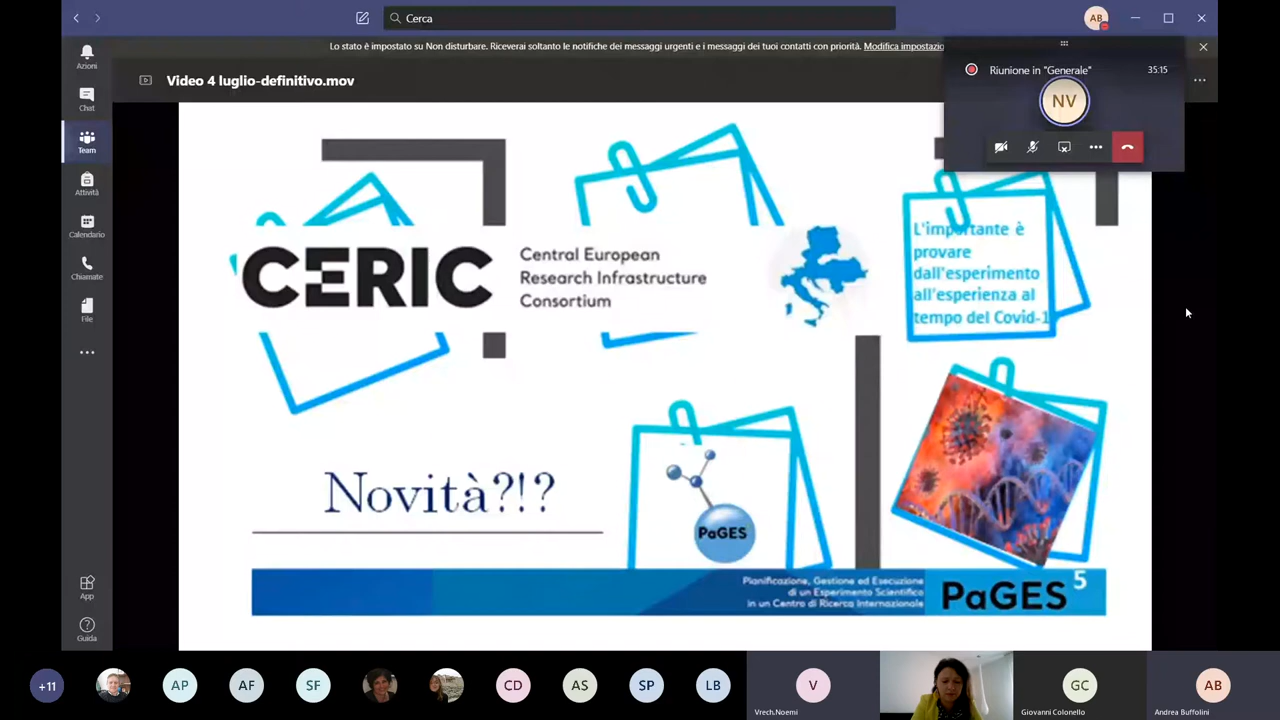 Cerca
AB
Lo stato è impostato su Non disturbare. Riceverai soltanto le notifiche dei messaggi urgenti e i messaggi dei tuoi contatti con priorità. Modifica impostazio
Azioni
Chat
Team
Attività
Calendario
Chiamate
File
App
Guida
Video 4 luglio-definitivo.mov
Riunione in "Generale"
35:15
NV
CERIC
Central European
Research Infrastructure
Consortium
L'importante è
provare
dall'esperimento
all'esperienza al
tempo del Covid-1
Novità?!?
PaGES
Pianificazione, Gestione ed Esecuzione
di un Esperimento Scientifico
in un Centro di Ricerca Internazionale
PaGES 5
+11
AP
AF
SF
CD
AS
SP
LB
V
Vrech.Noemi
GC
Giovanni Colonello
AB
Andrea Buffolini